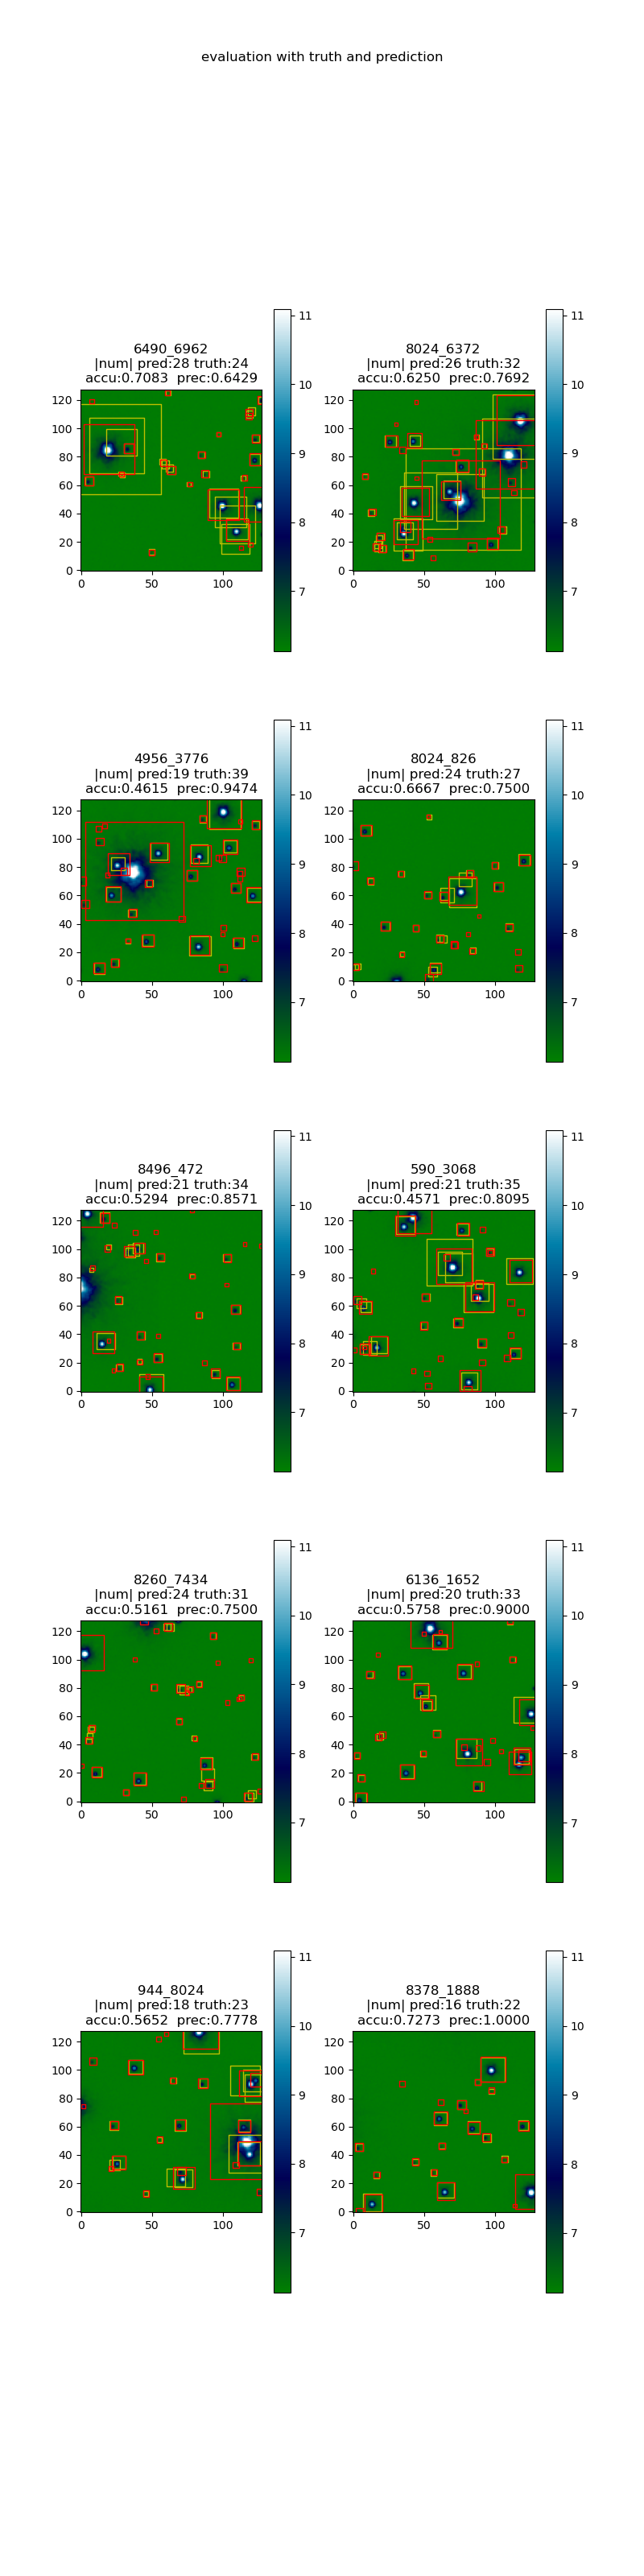 evaluation with truth and prediction
6490_6962
|num| pred:28 truth:24
accu:0.7083 prec:0.6429
0 20 40 60 80 100 120
0 50 100
7 8 9 10 11
8024_6372
|num| pred:26 truth:32
accu:0.6250 prec:0.7692
0 20 40 60 80 100 120
0 50 100
7 8 9 10 11
4956_3776
|num| pred:19 truth:39
accu:0.4615 prec:0.9474
0 20 40 60 80 100 120
0 50 100
7 8 9 10 11
8024_826
|num| pred:24 truth:27
accu:0.6667 prec:0.7500
0 20 40 60 80 100 120
0 50 100
7 8 9 10 11
8496_472
|num| pred:21 truth:34
accu:0.5294 prec:0.8571
0 20 40 60 80 100 120
0 50 100
7 8 9 10 11
590_3068
|num| pred:21 truth:35
accu:0.4571 prec:0.8095
0 20 40 60 80 100 120
0 50 100
7 8 9 10 11
8260_7434
|num| pred:24 truth:31
accu:0.5161 prec:0.7500
0 20 40 60 80 100 120
0 50 100
7 8 9 10 11
6136_1652
|num| pred:20 truth:33
accu:0.5758 prec:0.9000
0 20 40 60 80 100 120
0 50 100
7 8 9 10 11
944_8024
|num| pred:18 truth:23
accu:0.5652 prec:0.7778
0 20 40 60 80 100 120
0 50 100
7 8 9 10 11
8378_1888
|num| pred:16 truth:22
accu:0.7273 prec:1.0000
0 20 40 60 80 100 120
0 50 100
7 8 9 10 11